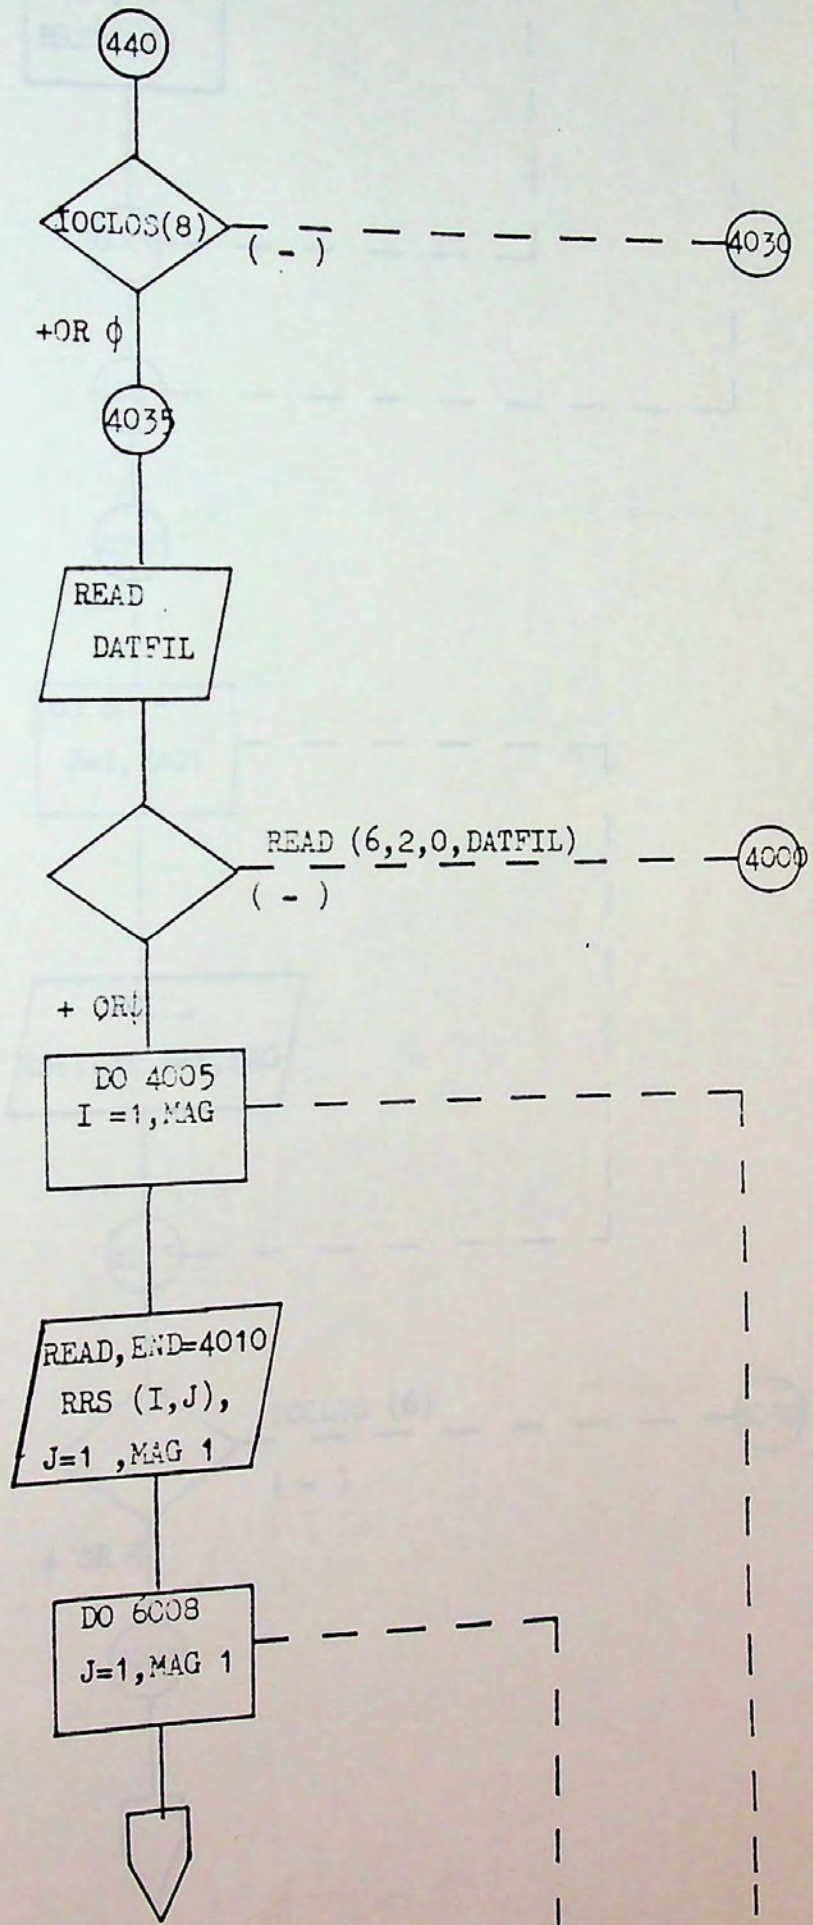 440
IOCLOS(8)
( - )
4030
+OR ϕ
4035
READ
DATFIL
READ (6,2,0,DATFIL)
( - )
4000
+ OR
DO 4005
I =1,MAG
READ,END=4010
RRS (I,J),
J=1 ,MAG 1
DO 6008
J=1,MAG 1